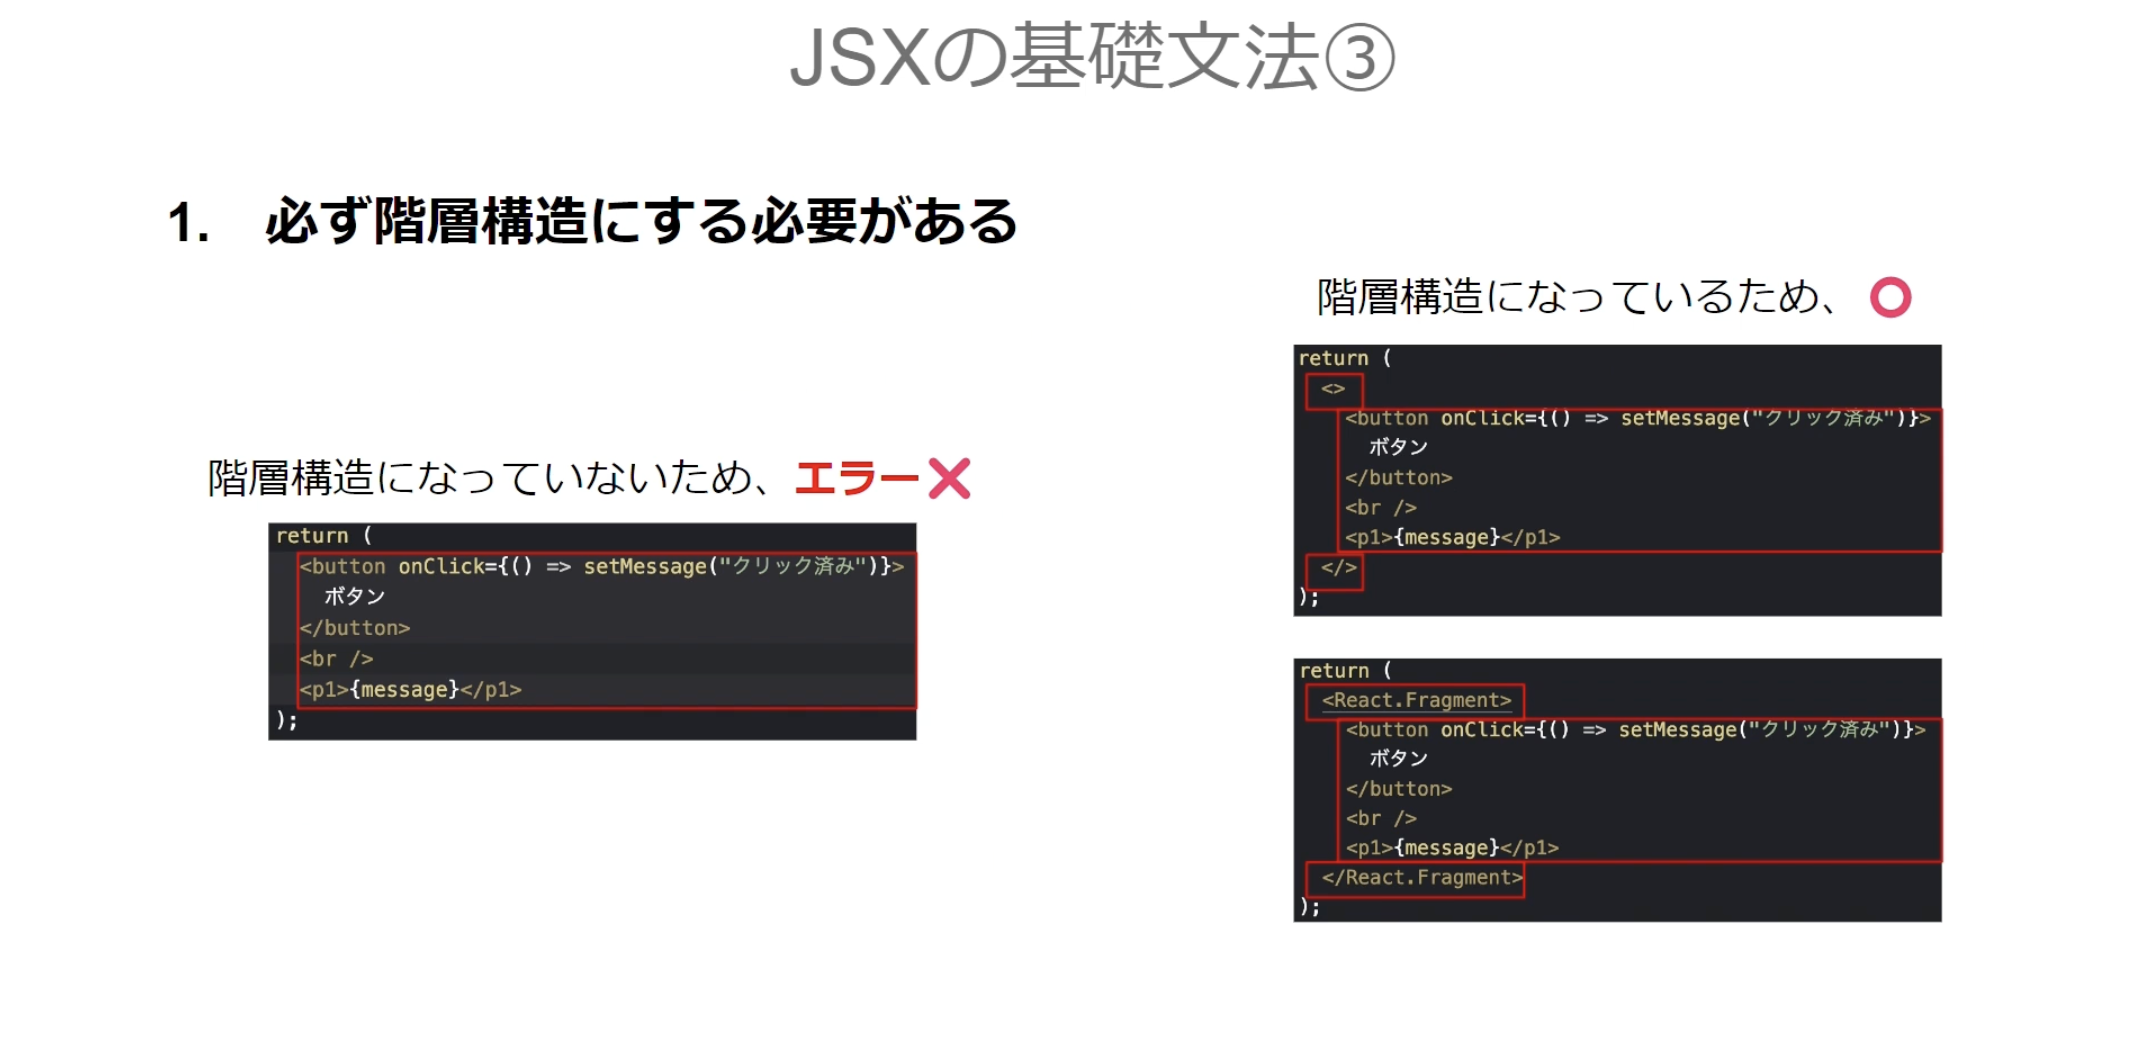 JSXの基礎文法③
1. 必ず階層構造にする必要がある
階層構造になっていないため、エラー❌
return (
<button onClick={() => setMessage("クリック済み")}>
ボタン
</button>
<br />
<p1>{message}</p1>
);
階層構造になっているため、⭕
return (
<>
<button onClick={() => setMessage("クリック済み")}>
ボタン
</button>
<br />
<p1>{message}</p1>
</>
);
return (
<React.Fragment>
<button onClick={() => setMessage("クリック済み")}>
ボタン
</button>
<br />
<p1>{message}</p1>
</React.Fragment>
);